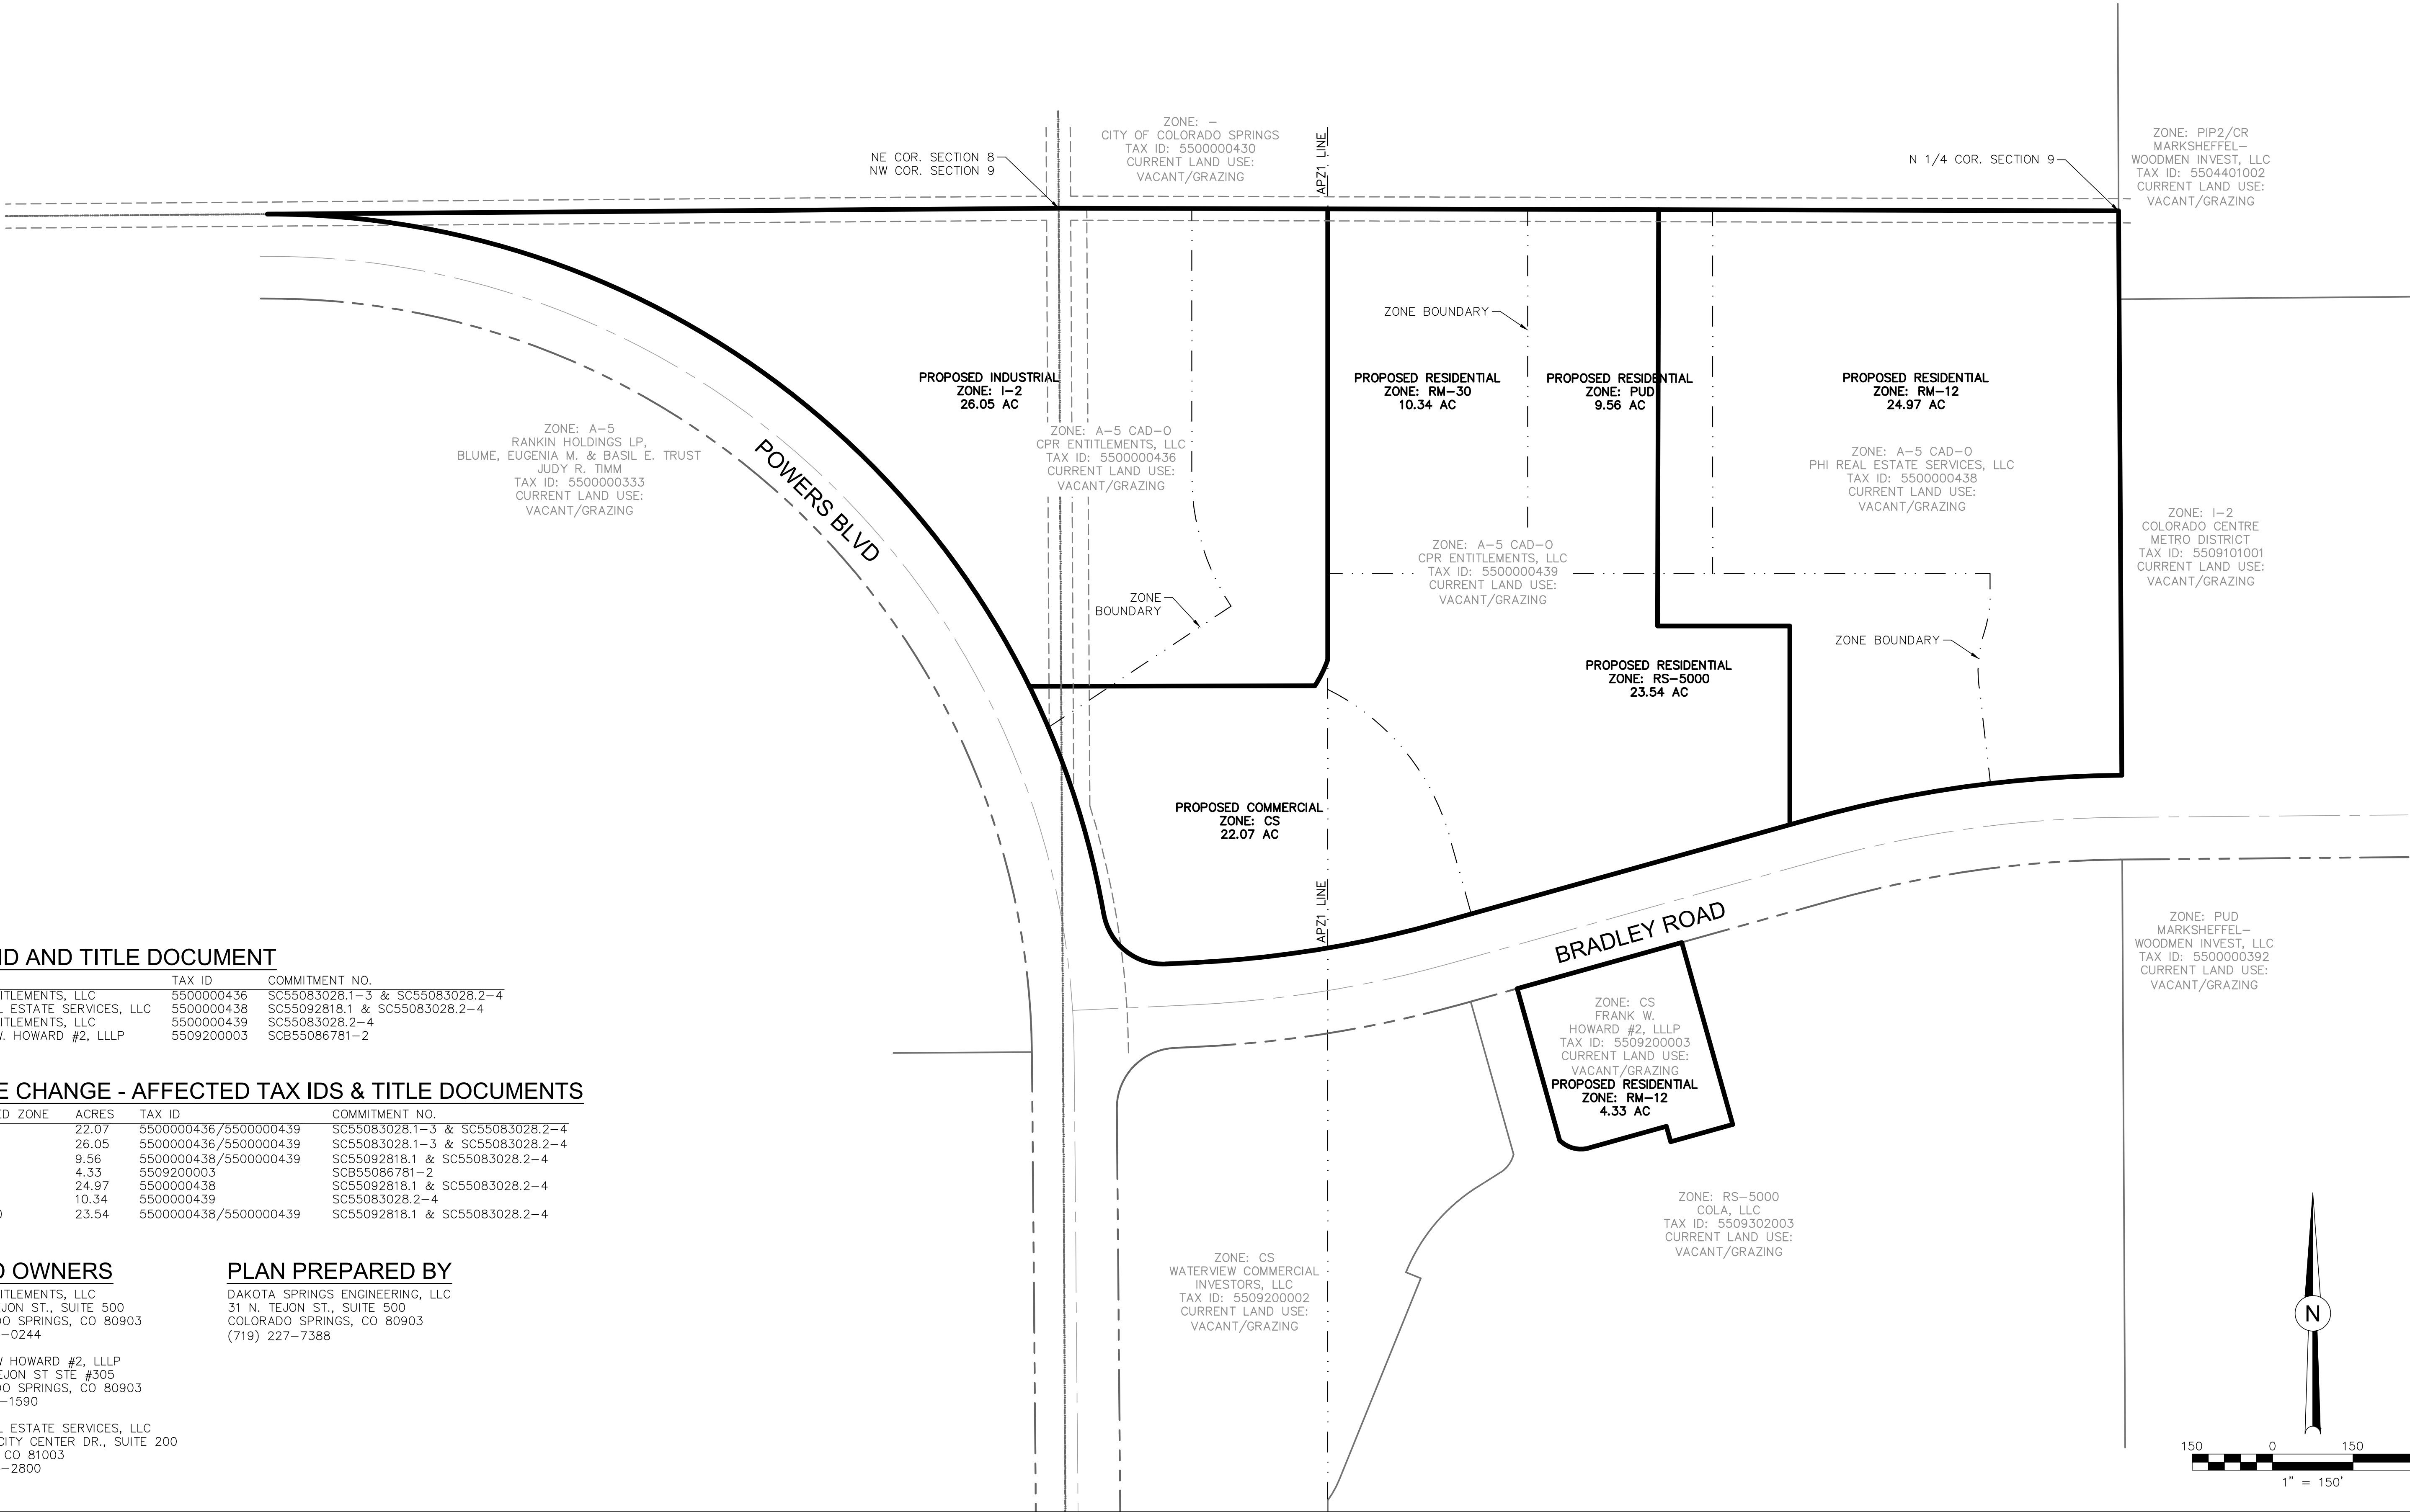 ZONE: –
CITY OF COLORADO SPRINGS
TAX ID: 5500000430
CURRENT LAND USE:
VACANT/GRAZING
APZ1 LINE
NE COR. SECTION 8
NW COR. SECTION 9
N 1/4 COR. SECTION 9
ZONE: PIP2/CR
MARKSHEFFEL–
WOODMEN INVEST, LLC
TAX ID: 5504401002
CURRENT LAND USE:
VACANT/GRAZING
ZONE BOUNDARY
PROPOSED INDUSTRIAL
ZONE: I–2
26.05 AC
PROPOSED RESIDENTIAL
ZONE: RM–30
10.34 AC
PROPOSED RESIDENTIAL
ZONE: PUD
9.56 AC
PROPOSED RESIDENTIAL
ZONE: RM–12
24.97 AC
ZONE: A–5
RANKIN HOLDINGS LP,
BLUME, EUGENIA M. & BASIL E. TRUST
JUDY R. TIMM
TAX ID: 5500000333
CURRENT LAND USE:
VACANT/GRAZING
POWERS BLVD
ZONE: A–5 CAD–O
CPR ENTITLEMENTS, LLC
TAX ID: 5500000436
CURRENT LAND USE:
VACANT/GRAZING
ZONE: A–5 CAD–O
PHI REAL ESTATE SERVICES, LLC
TAX ID: 5500000438
CURRENT LAND USE:
VACANT/GRAZING
ZONE: I–2
COLORADO CENTRE
METRO DISTRICT
TAX ID: 5509101001
CURRENT LAND USE:
VACANT/GRAZING
ZONE: A–5 CAD–O
CPR ENTITLEMENTS, LLC
TAX ID: 5500000439
CURRENT LAND USE:
VACANT/GRAZING
ZONE
BOUNDARY
ZONE BOUNDARY
PROPOSED RESIDENTIAL
ZONE: RS–5000
23.54 AC
PROPOSED COMMERCIAL
ZONE: CS
22.07 AC
APZ1 LINE
BRADLEY ROAD
ZONE: PUD
MARKSHEFFEL–
WOODMEN INVEST, LLC
TAX ID: 5500000392
CURRENT LAND USE:
VACANT/GRAZING
ZONE: CS
FRANK W.
HOWARD #2, LLLP
TAX ID: 5509200003
CURRENT LAND USE:
VACANT/GRAZING
PROPOSED RESIDENTIAL
ZONE: RM–12
4.33 AC
ZONE: RS–5000
COLA, LLC
TAX ID: 5509302003
CURRENT LAND USE:
VACANT/GRAZING
ZONE: CS
WATERVIEW COMMERCIAL
INVESTORS, LLC
TAX ID: 5509200002
CURRENT LAND USE:
VACANT/GRAZING
ID AND TITLE DOCUMENT
TAX ID COMMITMENT NO.
ITLEMENTS, LLC 5500000436 SC55083028.1–3 & SC55083028.2–4
L ESTATE SERVICES, LLC 5500000438 SC55092818.1 & SC55083028.2–4
ITLEMENTS, LLC 5500000439 SC55083028.2–4
W. HOWARD #2, LLLP 5509200003 SCB55086781–2
E CHANGE - AFFECTED TAX IDS & TITLE DOCUMENTS
ED ZONE ACRES TAX ID COMMITMENT NO.
22.07 5500000436/5500000439 SC55083028.1–3 & SC55083028.2–4
26.05 5500000436/5500000439 SC55083028.1–3 & SC55083028.2–4
9.56 5500000438/5500000439 SC55092818.1 & SC55083028.2–4
4.33 5509200003 SCB55086781–2
24.97 5500000438 SC55092818.1 & SC55083028.2–4
10.34 5500000439 SC55083028.2–4
0 23.54 5500000438/5500000439 SC55092818.1 & SC55083028.2–4
D OWNERS
ITLEMENTS, LLC
EJON ST., SUITE 500
DO SPRINGS, CO 80903
–0244
W HOWARD #2, LLLP
EJON ST STE #305
DO SPRINGS, CO 80903
–1590
L ESTATE SERVICES, LLC
CITY CENTER DR., SUITE 200
CO 81003
–2800
PLAN PREPARED BY
DAKOTA SPRINGS ENGINEERING, LLC
31 N. TEJON ST., SUITE 500
COLORADO SPRINGS, CO 80903
(719) 227–7388
N
150 0 150
1" = 150'